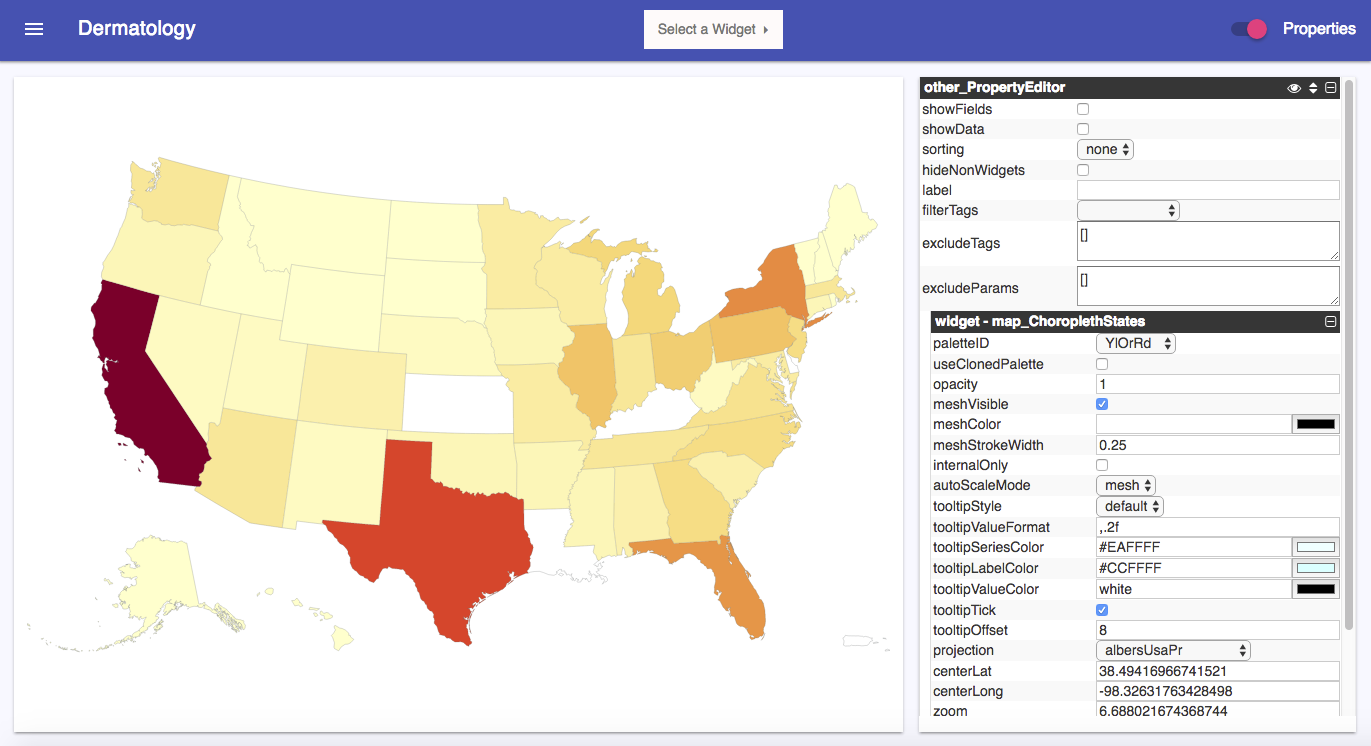 Dermatology
Select a Widget
Properties
other_PropertyEditor
showFields
showData
sorting none
hideNonWidgets
label
filterTags
excludeTags []
excludeParams []
widget - map_ChoroplethStates
paletteID YlOrRd
useClonedPalette
opacity 1
meshVisible
meshColor
meshStrokeWidth 0.25
internalOnly
autoScaleMode mesh
tooltipStyle default
tooltipValueFormat ,.2f
tooltipSeriesColor #EAFFFF
tooltipLabelColor #CCFFFF
tooltipValueColor white
tooltipTick
tooltipOffset 8
projection albersUsaPr
centerLat 38.49416966741521
centerLong -98.32631763428498
zoom 6.688021674368744